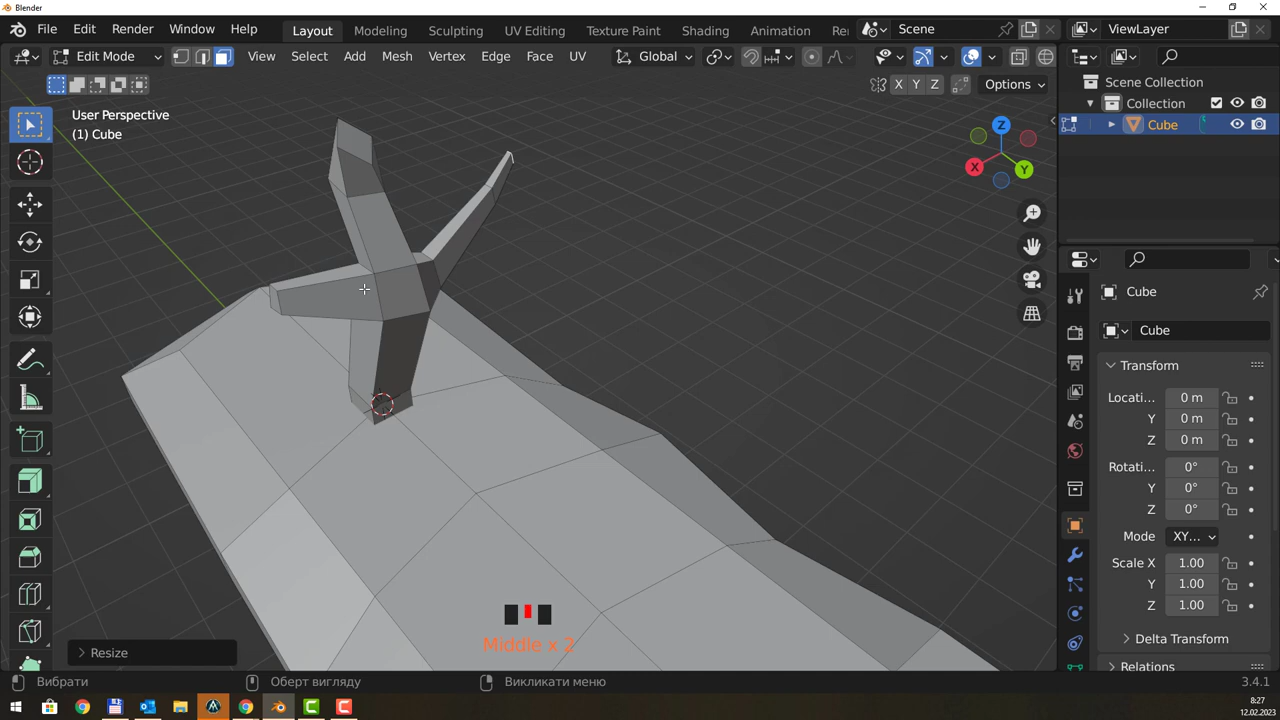 Blender
File Edit Render Window Help Layout Modeling Sculpting UV Editing Texture Paint Shading Animation Re Scene ViewLayer
Edit Mode View Select Add Mesh Vertex Edge Face UV Global
X Y Z Options
User Perspective
(1) Cube
Scene Collection
Collection
Cube
Z
X Y
Cube
Cube
Transform
Locati... 0 m
Y 0 m
Z 0 m
Rotati... 0°
Y 0°
Z 0°
Mode XY...
Scale X 1.00
Y 1.00
Z 1.00
Delta Transform
Relations
Middle x 2
Resize
Вибрати Оберт вигляду Викликати меню 3.4.1
8:27
12.02.2023